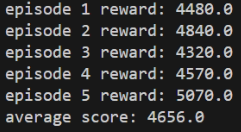 episode 1 reward: 4480.0
episode 2 reward: 4840.0
episode 3 reward: 4320.0
episode 4 reward: 4570.0
episode 5 reward: 5070.0
average score: 4656.0